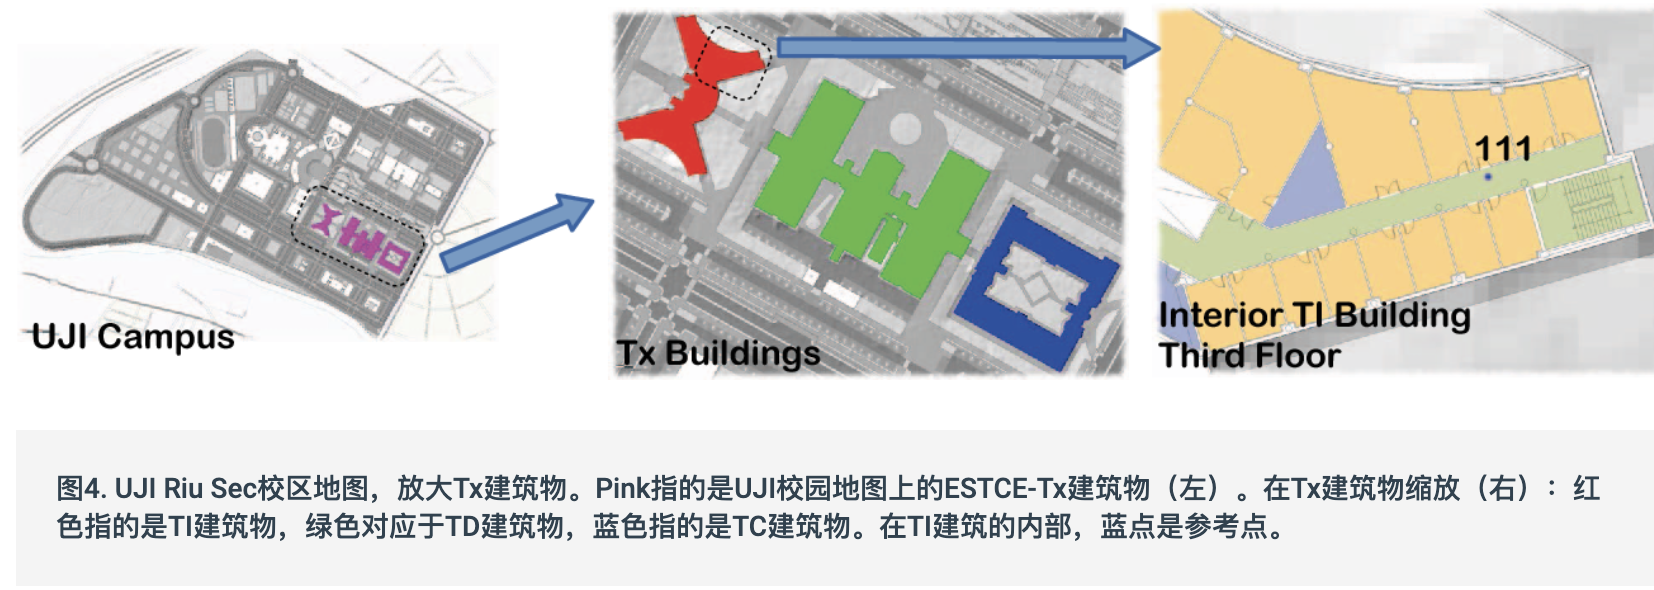 UJI Campus
Tx Buildings
111
Interior TI Building
Third Floor
图4. UJI Riu Sec校区地图，放大Tx建筑物。Pink指的是UJI校园地图上的ESTCE-Tx建筑物（左）。在Tx建筑物缩放（右）：红
色指的是TI建筑物，绿色对应于TD建筑物，蓝色指的是TC建筑物。在TI建筑的内部，蓝点是参考点。